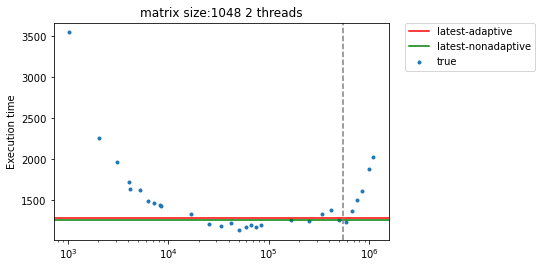 matrix size:1048 2 threads
3500
3000
2500
2000
1500
Execution time
10³
10⁴
10⁵
10⁶
latest-adaptive
latest-nonadaptive
true